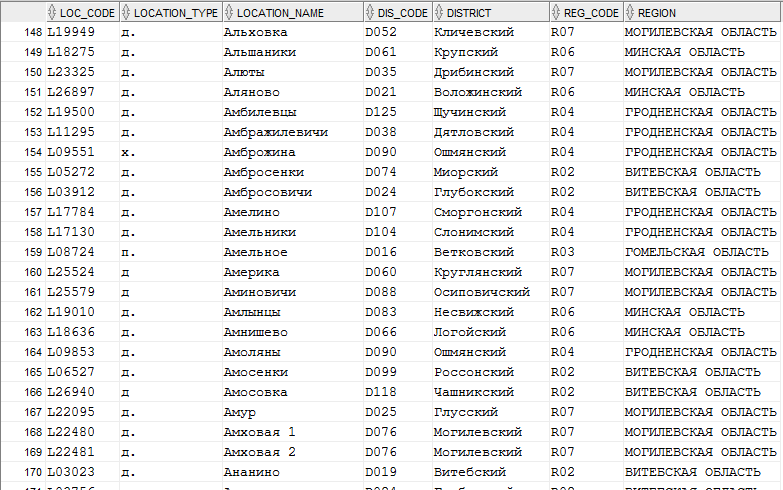 LOC_CODE LOCATION_TYPE LOCATION_NAME DIS_CODE DISTRICT REG_CODE REGION
148 L19949 д. Альховка D052 Кличевский R07 МОГИЛЕВСКАЯ ОБЛАСТЬ
149 L18275 д. Альшаники D061 Крупский R06 МИНСКАЯ ОБЛАСТЬ
150 L23325 д. Алюты D035 Дрибинский R07 МОГИЛЕВСКАЯ ОБЛАСТЬ
151 L26897 д. Аляново D021 Воложинский R06 МИНСКАЯ ОБЛАСТЬ
152 L19500 д. Амбилевцы D125 Щучинский R04 ГРОДНЕНСКАЯ ОБЛАСТЬ
153 L11295 д. Амбражилевичи D038 Дятловский R04 ГРОДНЕНСКАЯ ОБЛАСТЬ
154 L09551 х. Амброжина D090 Ошмянский R04 ГРОДНЕНСКАЯ ОБЛАСТЬ
155 L05272 д. Амбросенки D074 Миорский R02 ВИТЕБСКАЯ ОБЛАСТЬ
156 L03912 д. Амбросовичи D024 Глубокский R02 ВИТЕБСКАЯ ОБЛАСТЬ
157 L17784 д. Амелино D107 Сморгонский R04 ГРОДНЕНСКАЯ ОБЛАСТЬ
158 L17130 д. Амельники D104 Слонимский R04 ГРОДНЕНСКАЯ ОБЛАСТЬ
159 L08724 п. Амельное D016 Ветковский R03 ГОМЕЛЬСКАЯ ОБЛАСТЬ
160 L25524 д Америка D060 Круглянский R07 МОГИЛЕВСКАЯ ОБЛАСТЬ
161 L25579 д Аминовичи D088 Осиповичский R07 МОГИЛЕВСКАЯ ОБЛАСТЬ
162 L19010 д. Амлынцы D083 Несвижский R06 МИНСКАЯ ОБЛАСТЬ
163 L18636 д. Амнишево D066 Логойский R06 МИНСКАЯ ОБЛАСТЬ
164 L09853 д. Амоляны D090 Ошмянский R04 ГРОДНЕНСКАЯ ОБЛАСТЬ
165 L06527 д. Амосенки D099 Россонский R02 ВИТЕБСКАЯ ОБЛАСТЬ
166 L26940 д Амосовка D118 Чашникский R02 ВИТЕБСКАЯ ОБЛАСТЬ
167 L22095 д. Амур D025 Глусский R07 МОГИЛЕВСКАЯ ОБЛАСТЬ
168 L22480 д. Амховая 1 D076 Могилевский R07 МОГИЛЕВСКАЯ ОБЛАСТЬ
169 L22481 д. Амховая 2 D076 Могилевский R07 МОГИЛЕВСКАЯ ОБЛАСТЬ
170 L03023 д. Ананино D019 Витебский R02 ВИТЕБСКАЯ ОБЛАСТЬ